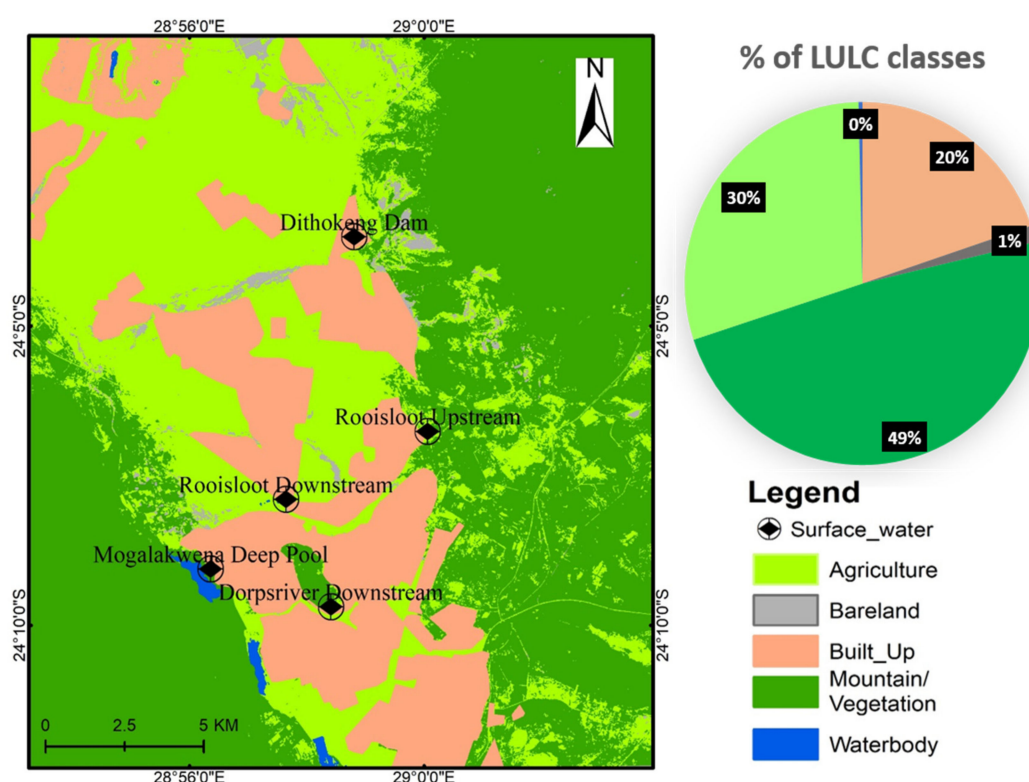 28°56'0"E
29°0'0"E
N
Dithokeng Dam
24°5'0"S
24°5'0"S
Rooisloot Upstream
Rooisloot Downstream
Mogalakwena Deep Pool
Dorpsriver Downstream
24°10'0"S
24°10'0"S
0
2.5
5 KM
28°56'0"E
29°0'0"E
% of LULC classes
0%
20%
30%
1%
49%
Legend
Surface_water
Agriculture
Bareland
Built_Up
Mountain/
Vegetation
Waterbody